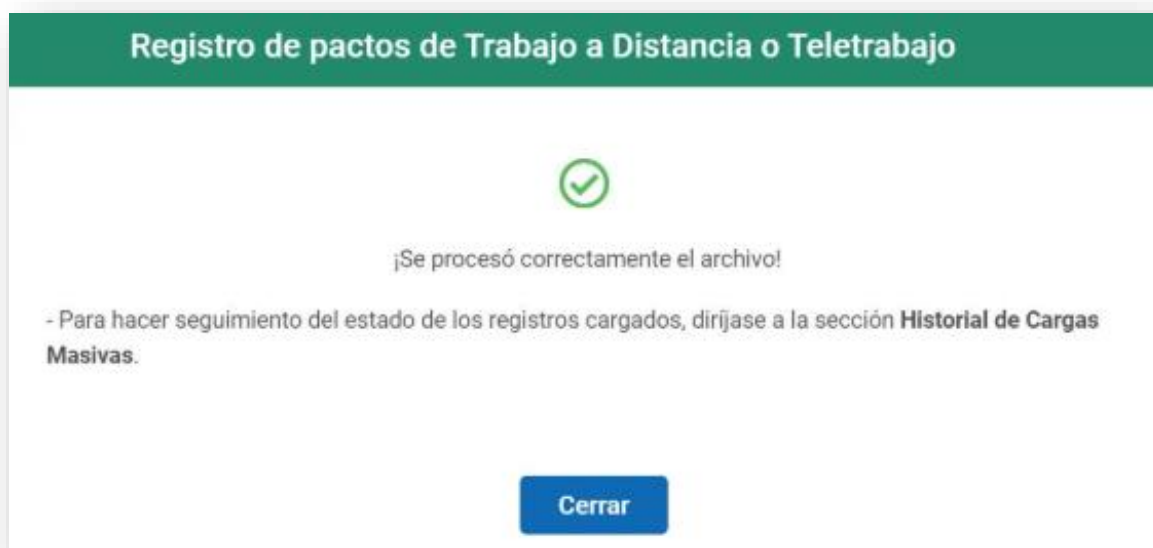 Registro de pactos de Trabajo a Distancia o Teletrabajo
¡Se procesó correctamente el archivo!
- Para hacer seguimiento del estado de los registros cargados, diríjase a la sección Historial de Cargas
Masivas.
Cerrar